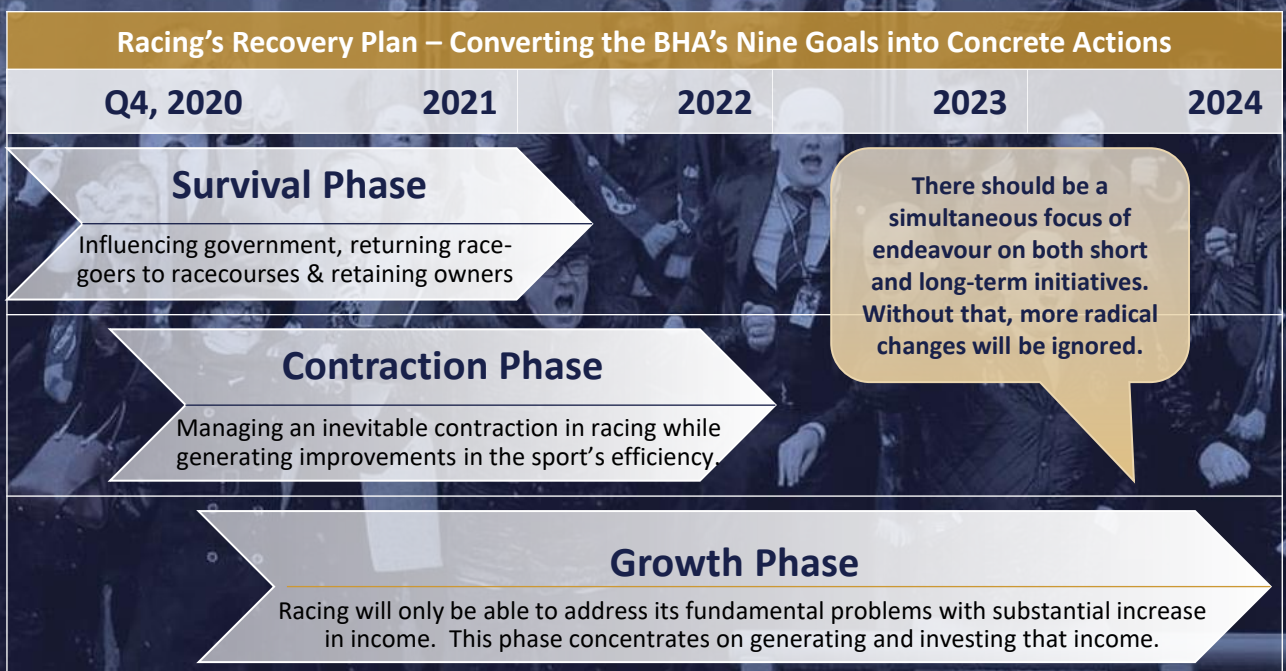 Racing’s Recovery Plan – Converting the BHA’s Nine Goals into Concrete Actions
Q4, 2020 2021 2022 2023 2024
Survival Phase
Influencing government, returning race-
goers to racecourses & retaining owners
There should be a
simultaneous focus of
endeavour on both short
and long-term initiatives.
Without that, more radical
changes will be ignored.
Contraction Phase
Managing an inevitable contraction in racing while
generating improvements in the sport’s efficiency.
Growth Phase
Racing will only be able to address its fundamental problems with substantial increase
in income.  This phase concentrates on generating and investing that income.